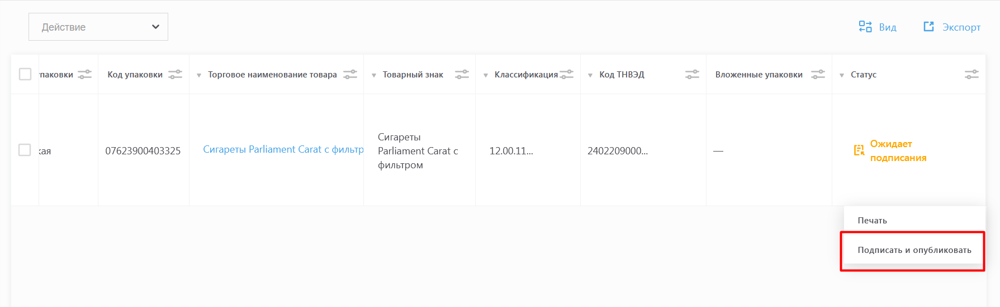 Действие
Вид
Экспорт
упаковки
Код упаковки
Торговое наименование товара
Товарный знак
Классификация
Код ТНВЭД
Вложенные упаковки
Статус
кая
07623900403325
Сигареты Parliament Carat с фильтр
Сигареты
Parliament Carat с
фильтром
12.00.11...
2402209000...
—
Ожидает
подписания
Печать
Подписать и опубликовать